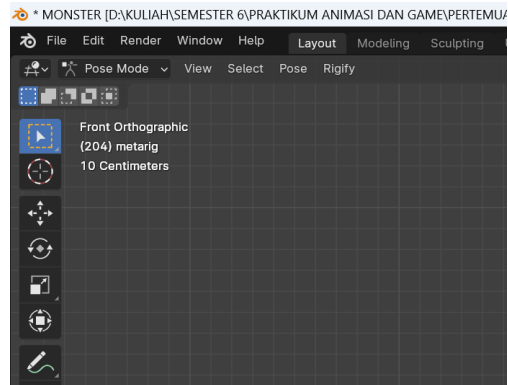 * MONSTER [D:\KULIAH\SEMESTER 6\PRAKTIKUM ANIMASI DAN GAME\PERTEMUA
File Edit Render Window Help Layout Modeling Sculpting
Pose Mode View Select Pose Rigify
Front Orthographic
(204) metarig
10 Centimeters